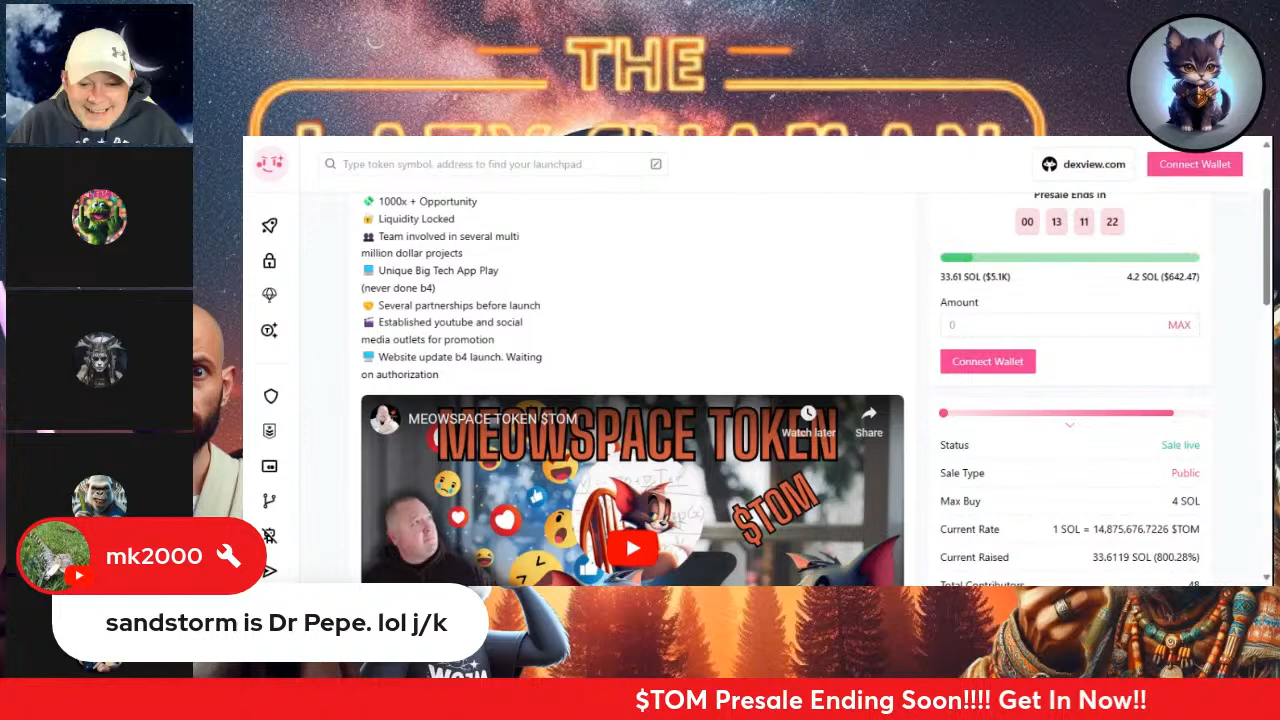 THE
LAZY SHAMAN
Type token symbol, address to find your launchpad
dexview.com
Connect Wallet
1000x + Opportunity
Liquidity Locked
Team involved in several multi
million dollar projects
Unique Big Tech App Play
(never done b4)
Several partnerships before launch
Established youtube and social
media outlets for promotion
Website update b4 launch. Waiting
on authorization
MEOWSPACE TOKEN $TOM
Watch later
Share
MEOWSPACE TOKEN
$TOM
Presale Ends In
00 13 11 22
33.61 SOL ($5.1K) 4.2 SOL ($642.47)
Amount
0 MAX
Connect Wallet
Status Sale live
Sale Type Public
Max Buy 4 SOL
Current Rate 1 SOL = 14,875,676.7226 $TOM
Current Raised 33.6119 SOL (800.28%)
Total Contributors 48
mk2000
sandstorm is Dr Pepe. lol j/k
$TOM Presale Ending Soon!!!! Get In Now!!